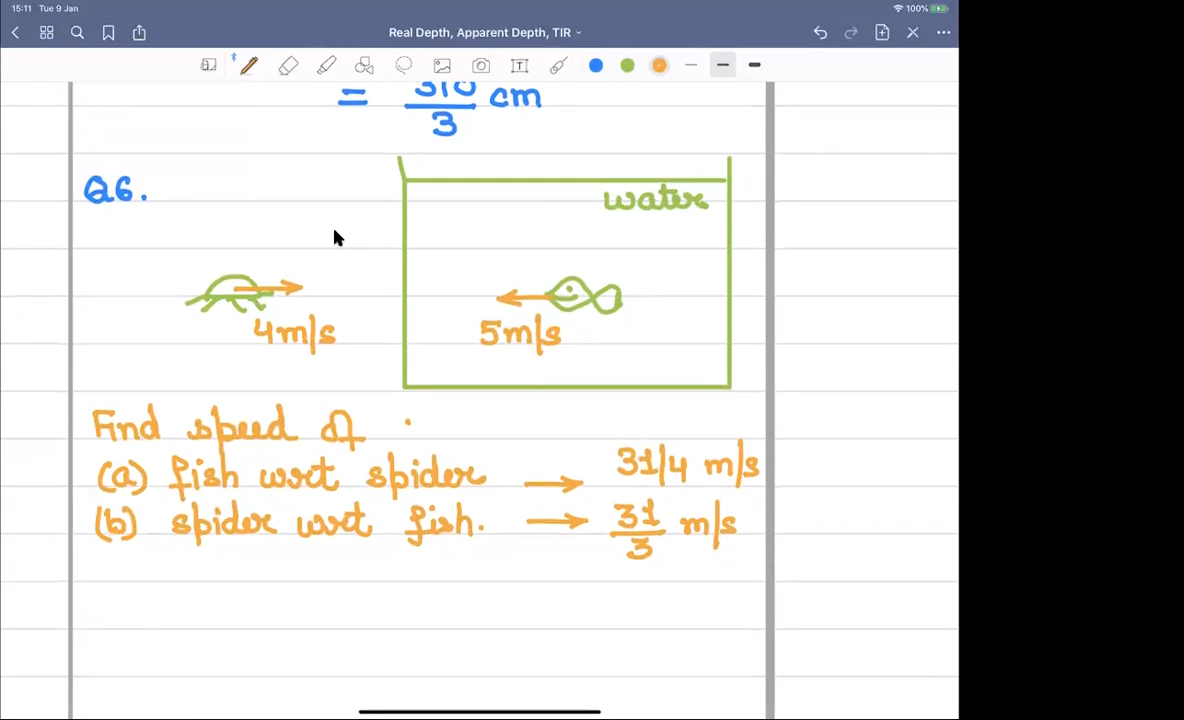 15:11 Tue 9 Jan
100%
Real Depth, Apparent Depth, TIR
= 310/3 cm
Q6.
water
4m/s
5m/s
Find speed of :
(a) fish wrt spider → 31/4 m/s
(b) spider wrt fish. → 31/3 m/s